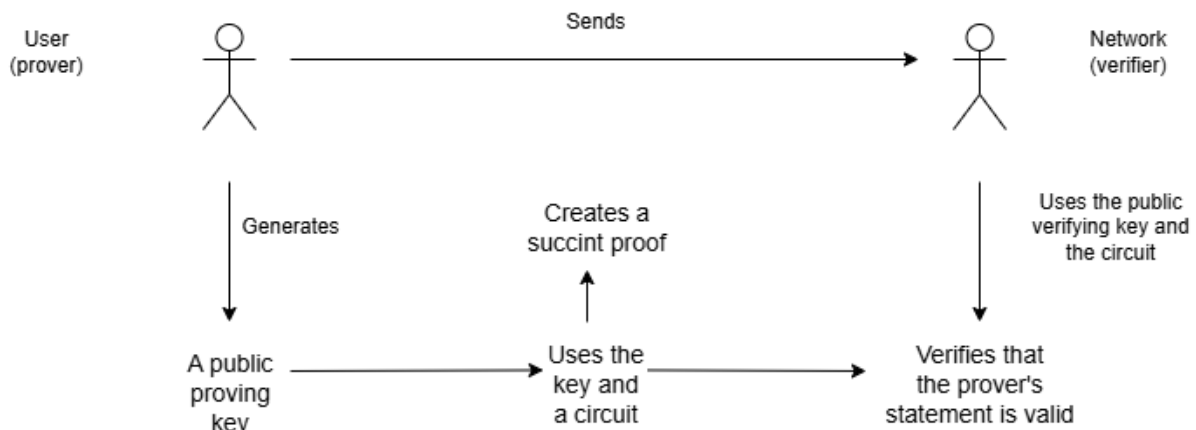 User
(prover)
Sends
Network
(verifier)
Generates
Creates a
succint proof
Uses the public
verifying key and
the circuit
A public
proving
key
Uses the
key and
a circuit
Verifies that
the prover's
statement is valid